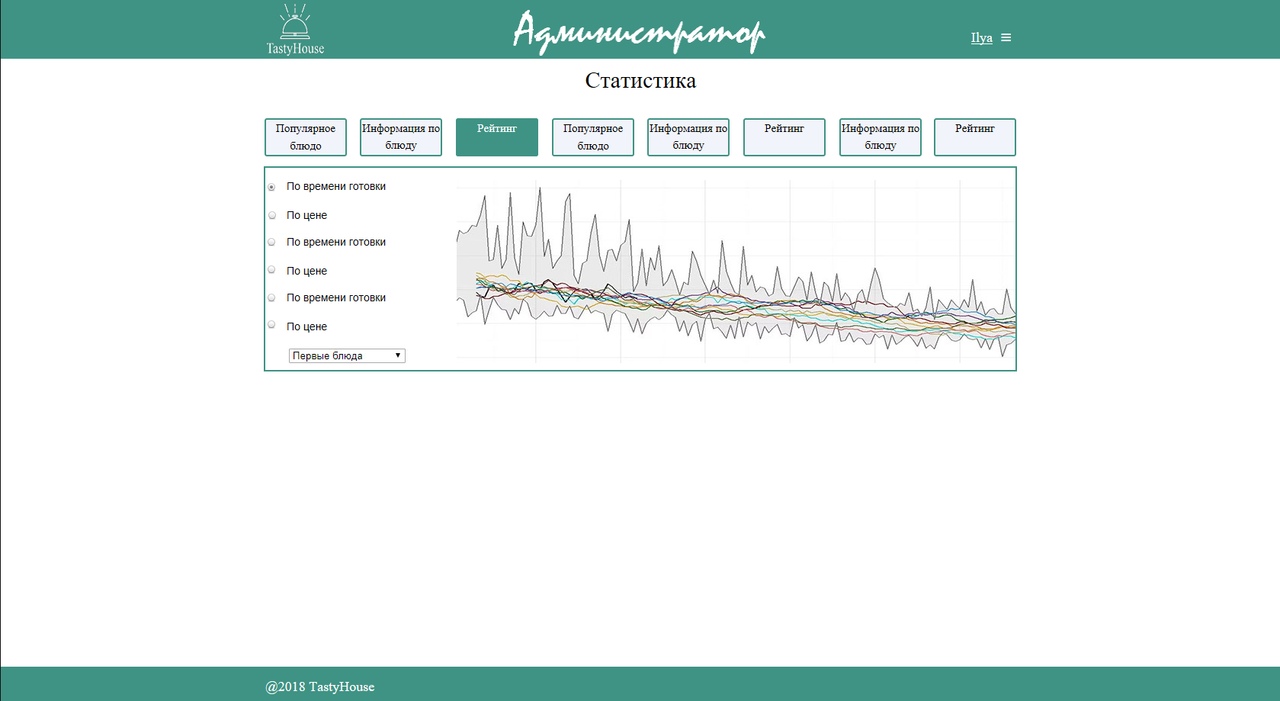 TastyHouse
Администратор
Ilya
Статистика
Популярное
блюдо
Информация по
блюду
Рейтинг
Популярное
блюдо
Информация по
блюду
Рейтинг
Информация по
блюду
Рейтинг
По времени готовки
По цене
По времени готовки
По цене
По времени готовки
По цене
Первые блюда
@2018 TastyHouse